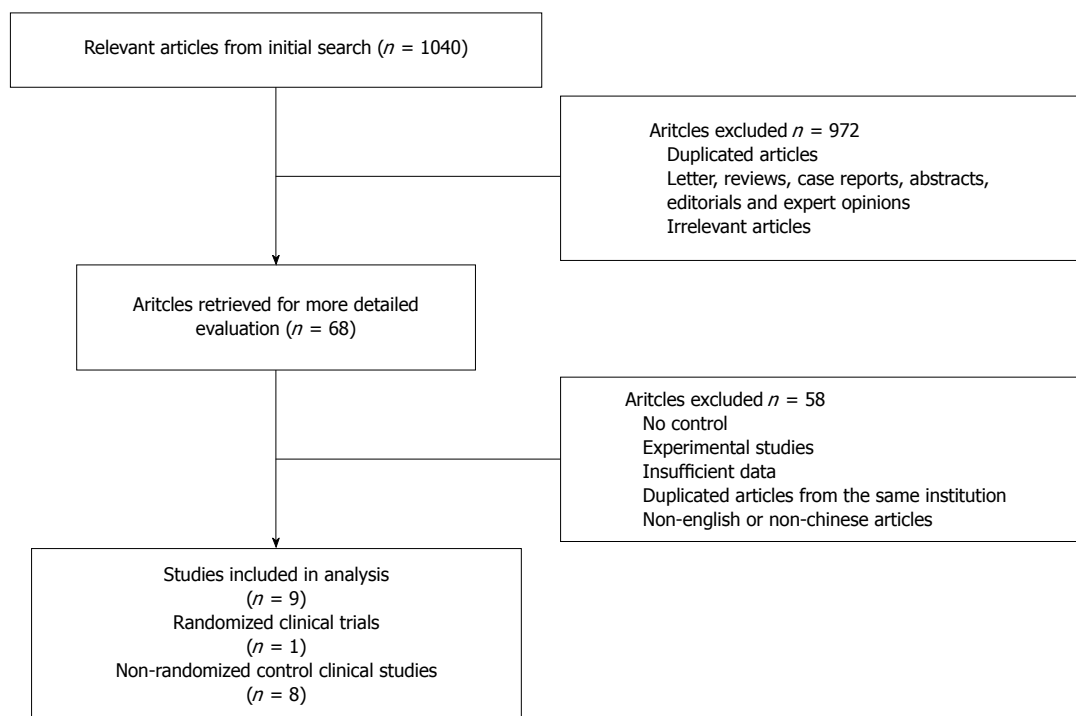 Relevant articles from initial search (n = 1040)
Aritcles excluded n = 972
Duplicated articles
Letter, reviews, case reports, abstracts,
editorials and expert opinions
Irrelevant articles
Aritcles retrieved for more detailed
evaluation (n = 68)
Aritcles excluded n = 58
No control
Experimental studies
Insufficient data
Duplicated articles from the same institution
Non-english or non-chinese articles
Studies included in analysis
(n = 9)
Randomized clinical trials
(n = 1)
Non-randomized control clinical studies
(n = 8)